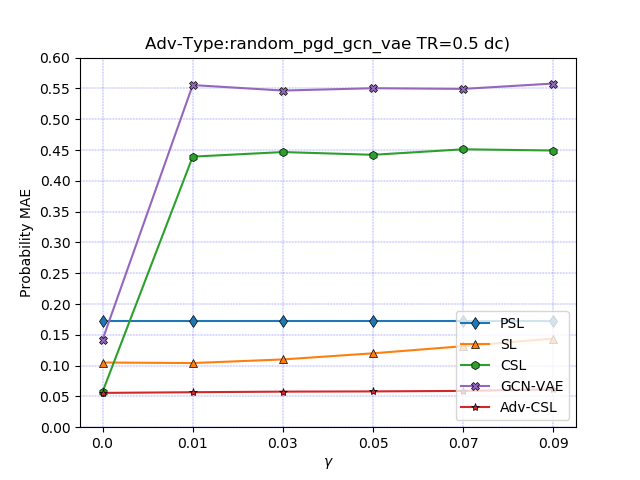 Adv-Type:random_pgd_gcn_vae TR=0.5 dc)
0.60
0.55
0.50
0.45
0.40
0.35
0.30
0.25
0.20
0.15
0.10
0.05
0.00
Probability MAE
PSL
SL
CSL
GCN-VAE
Adv-CSL
0.0 0.01 0.03 0.05 0.07 0.09
γ